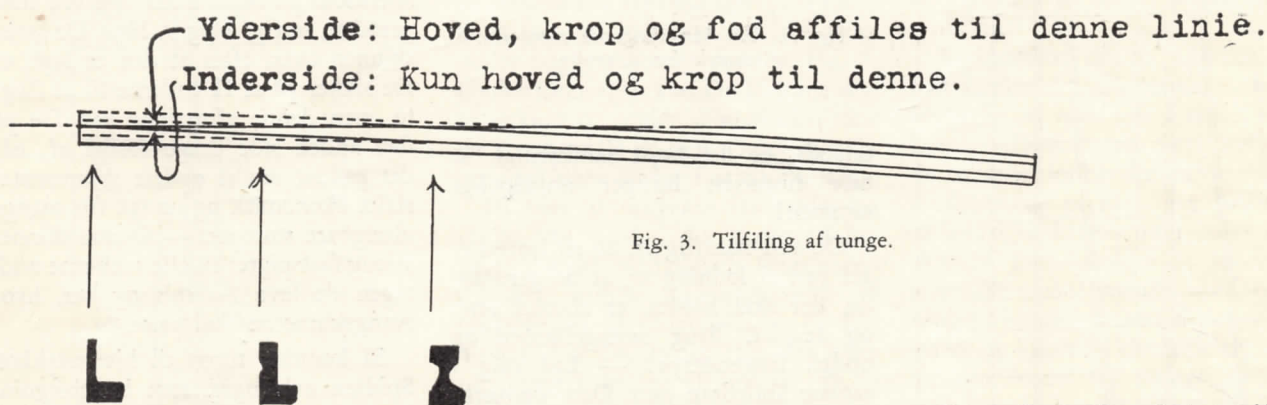 Yderside: Hoved, krop og fod affiles til denne linie.
Inderside: Kun hoved og krop til denne.
Fig. 3. Tilfiling af tunge.